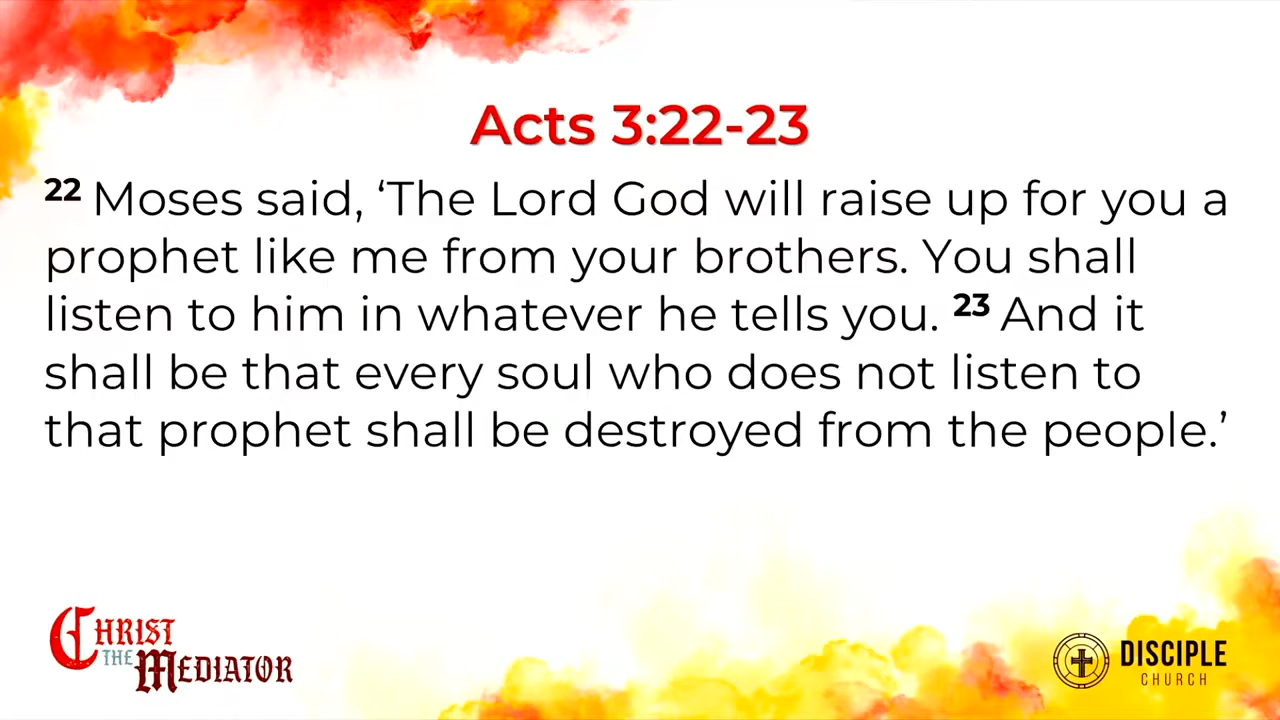 Acts 3:22-23
22 Moses said, ‘The Lord God will raise up for you a
prophet like me from your brothers. You shall
listen to him in whatever he tells you. 23 And it
shall be that every soul who does not listen to
that prophet shall be destroyed from the people.’
CHRIST
THE MEDIATOR
DISCIPLE
CHURCH